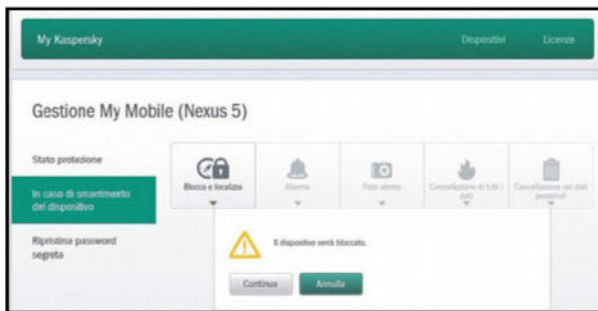 My Kaspersky
Dispositivi
Licenze
Gestione My Mobile (Nexus 5)
Stato protezione
In caso di smarrimento
del dispositivo
Ripristina password
segreta
Blocca e localizza
Allarme
Foto utente
Cancellazione di tutti i
dati
Cancellazione dei dati
personali
Il dispositivo verrà bloccato.
Continua
Annulla